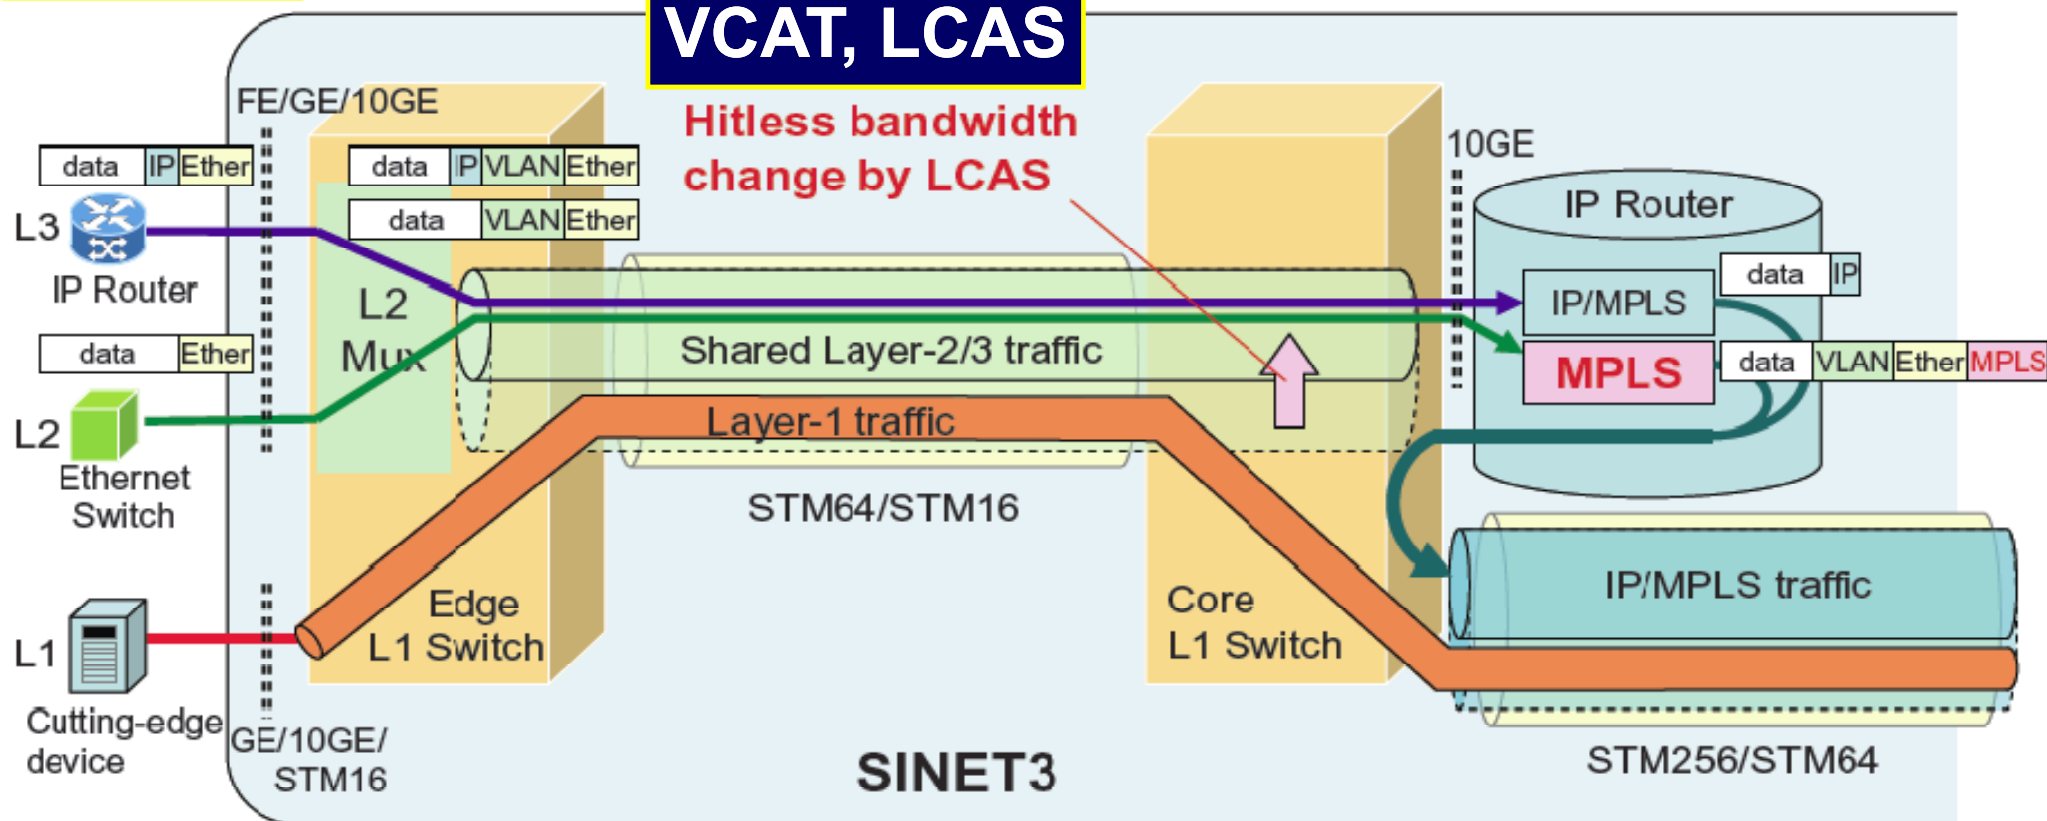 VCAT, LCAS
FE/GE/10GE
Hitless bandwidth
change by LCAS
10GE
data IP Ether
data IP VLAN Ether
data VLAN Ether
IP Router
L3
IP Router
L2
Mux
data IP
IP/MPLS
data Ether
Shared Layer-2/3 traffic
MPLS
data VLAN Ether MPLS
Layer-1 traffic
L2
Ethernet
Switch
STM64/STM16
IP/MPLS traffic
Edge
L1 Switch
Core
L1 Switch
L1
Cutting-edge
device
GE/10GE/
STM16
SINET3
STM256/STM64